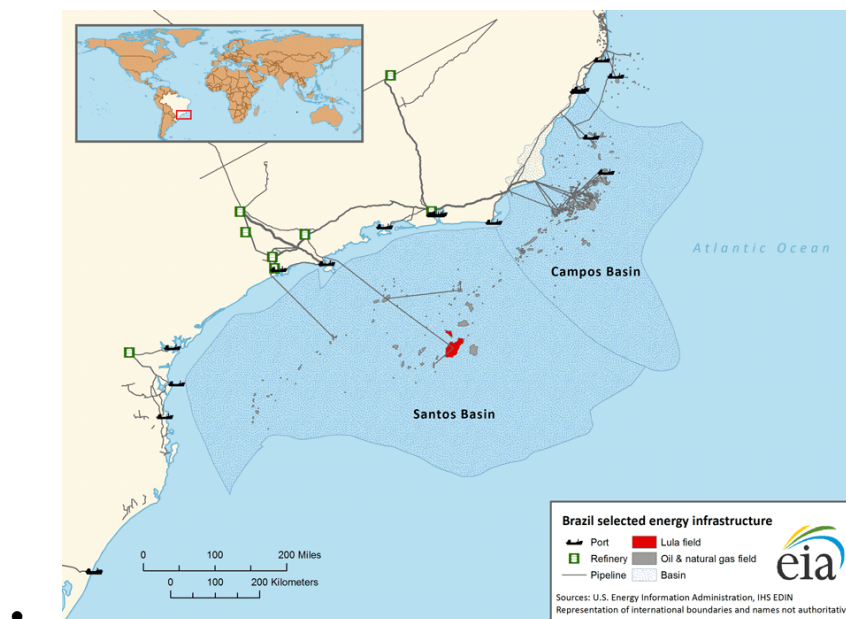 Atlantic Ocean
Campos Basin
Santos Basin
0 100 200 Miles
0 100 200 Kilometers
Brazil selected energy infrastructure
Port Lula field
Refinery Oil & natural gas field
Pipeline Basin
eia
Sources: U.S. Energy Information Administration, IHS EDIN
Representation of international boundaries and names not authoritativ